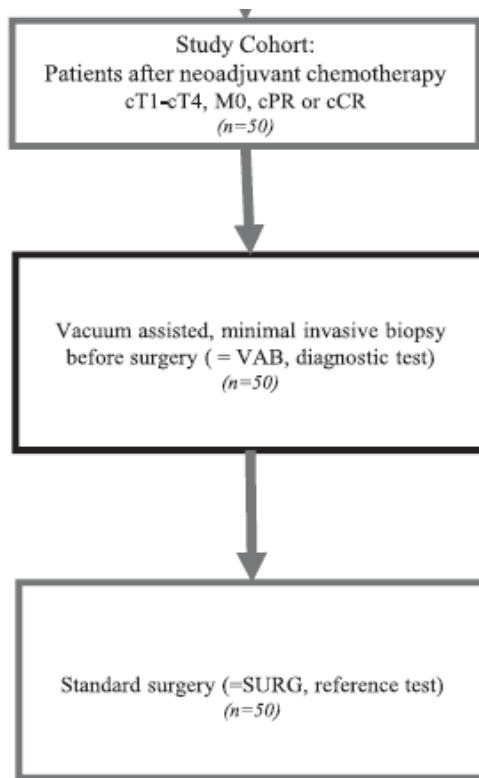 Study Cohort:
Patients after neoadjuvant chemotherapy
cT1-cT4, M0, cPR or cCR
(n=50)
Vacuum assisted, minimal invasive biopsy
before surgery ( = VAB, diagnostic test)
(n=50)
Standard surgery (=SURG, reference test)
(n=50)